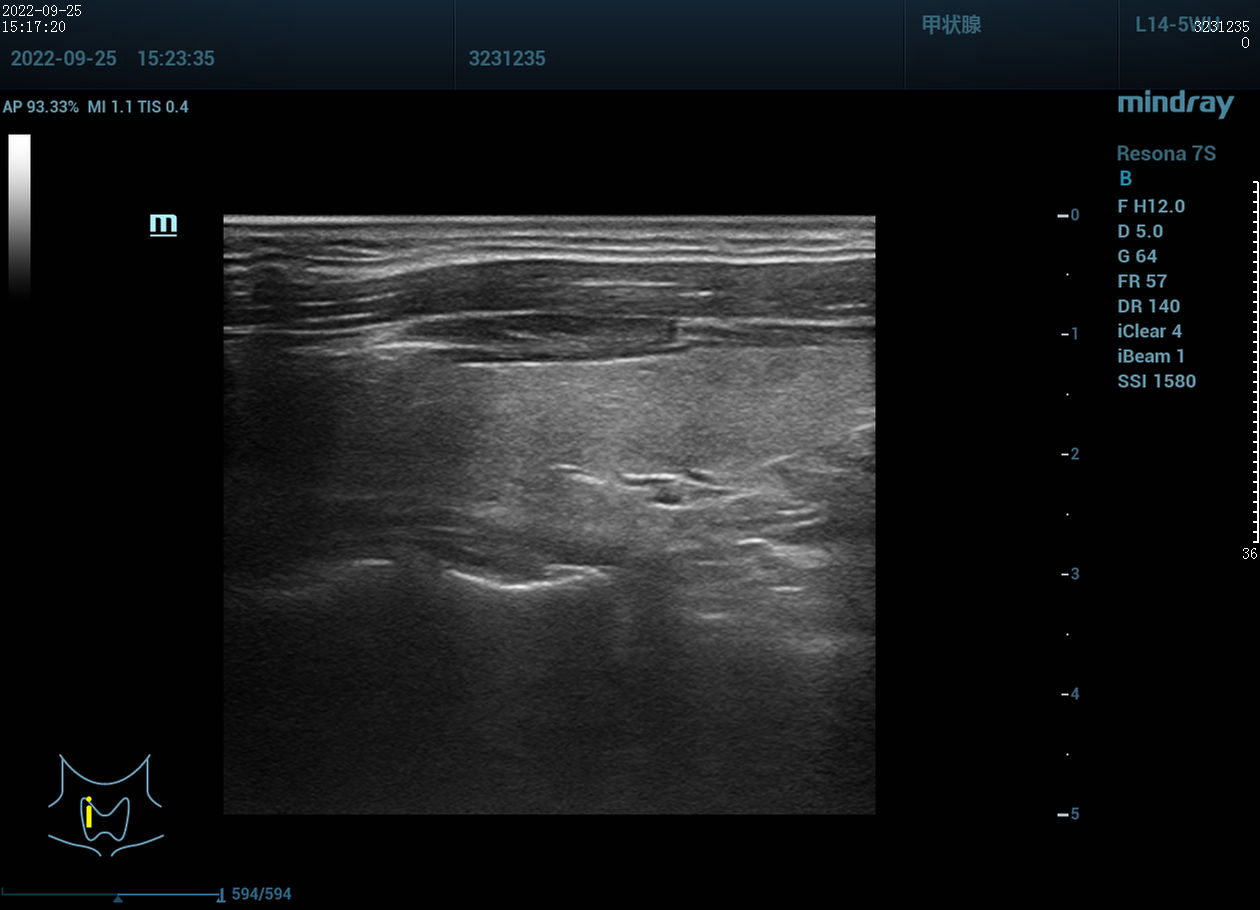 2022-09-25
15:17:20
3231235
0
2022-09-25 15:23:35
3231235
甲状腺
AP 93.33% MI 1.1 TIS 0.4
mindray
Resona 7S
B
F H12.0
D 5.0
G 64
FR 57
DR 140
iClear 4
iBeam 1
SSI 1580
m
0
1
2
3
4
5
36
594/594